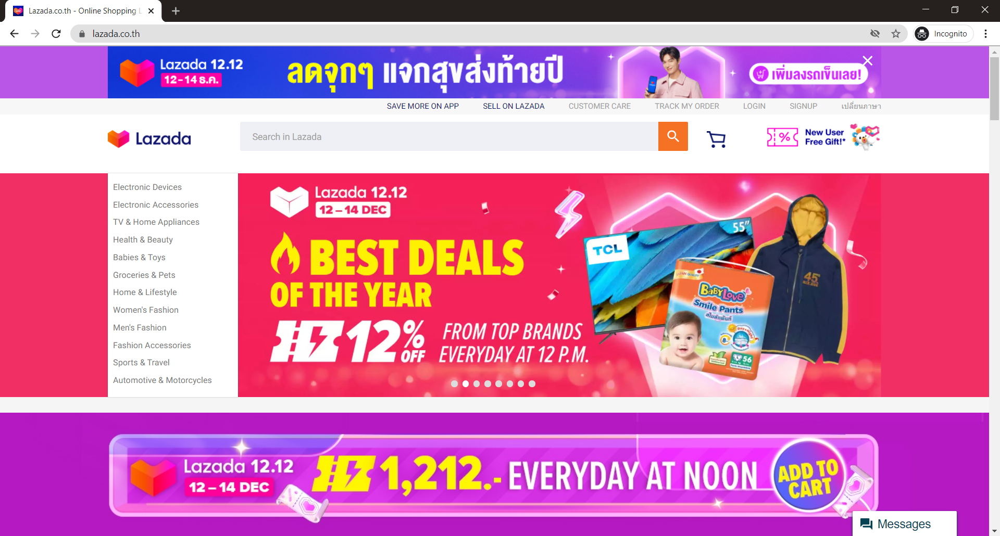 Lazada.co.th - Online Shopping L
lazada.co.th
Incognito
Lazada 12.12
12-14 ธ.ค.
ลดจุกๆ แจกสุขส่งท้ายปี
เพิ่มลงรถเข็นเลย!
SAVE MORE ON APP
SELL ON LAZADA
CUSTOMER CARE
TRACK MY ORDER
LOGIN
SIGNUP
เปลี่ยนภาษา
Lazada
Search in Lazada
%
New User
Free Gift!*
Electronic Devices
Electronic Accessories
TV & Home Appliances
Health & Beauty
Babies & Toys
Groceries & Pets
Home & Lifestyle
Women's Fashion
Men's Fashion
Fashion Accessories
Sports & Travel
Automotive & Motorcycles
Lazada 12.12
12 – 14 DEC
BEST DEALS
OF THE YEAR
12% OFF
FROM TOP BRANDS
EVERYDAY AT 12 P.M.
55"
TCL
45
BABYLOVE
Smile Pants
56
Lazada 12.12
12 – 14 DEC
1,212.- EVERYDAY AT NOON
ADD TO
CART
Messages